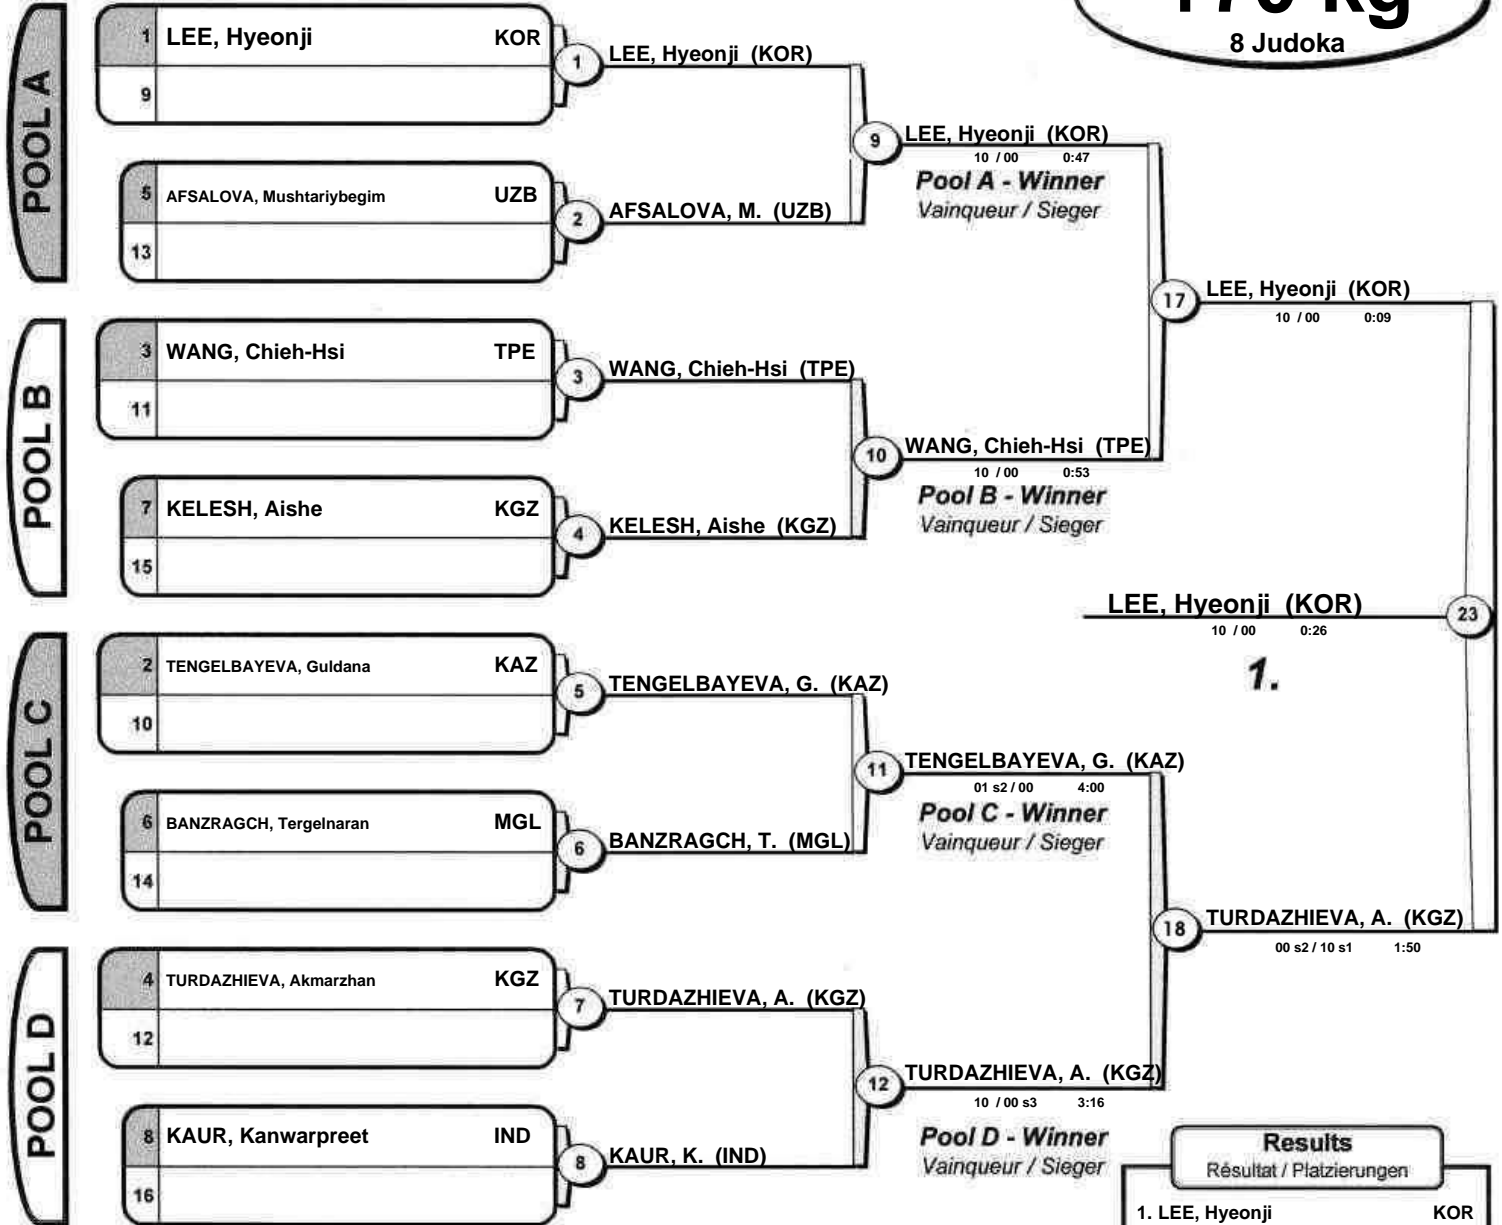 8 Judoka
POOL A
1 LEE, Hyeonji KOR
9
1
LEE, Hyeonji (KOR)
5 AFSALOVA, Mushtariybegim UZB
13
2
AFSALOVA, M. (UZB)
9
LEE, Hyeonji (KOR)
10 / 00 0:47
Pool A - Winner
Vainqueur / Sieger
POOL B
3 WANG, Chieh-Hsi TPE
11
3
WANG, Chieh-Hsi (TPE)
7 KELESH, Aishe KGZ
15
4
KELESH, Aishe (KGZ)
10
WANG, Chieh-Hsi (TPE)
10 / 00 0:53
Pool B - Winner
Vainqueur / Sieger
17
LEE, Hyeonji (KOR)
10 / 00 0:09
LEE, Hyeonji (KOR)
10 / 00 0:26
1.
23
POOL C
2 TENGELBAYEVA, Guldana KAZ
10
5
TENGELBAYEVA, G. (KAZ)
6 BANZRAGCH, Tergelnaran MGL
14
6
BANZRAGCH, T. (MGL)
11
TENGELBAYEVA, G. (KAZ)
01 s2 / 00 4:00
Pool C - Winner
Vainqueur / Sieger
18
TURDAZHIEVA, A. (KGZ)
00 s2 / 10 s1 1:50
POOL D
4 TURDAZHIEVA, Akmarzhan KGZ
12
7
TURDAZHIEVA, A. (KGZ)
8 KAUR, Kanwarpreet IND
16
8
KAUR, K. (IND)
12
TURDAZHIEVA, A. (KGZ)
10 / 00 s3 3:16
Pool D - Winner
Vainqueur / Sieger
Results
Résultat / Platzierungen
1. LEE, Hyeonji KOR